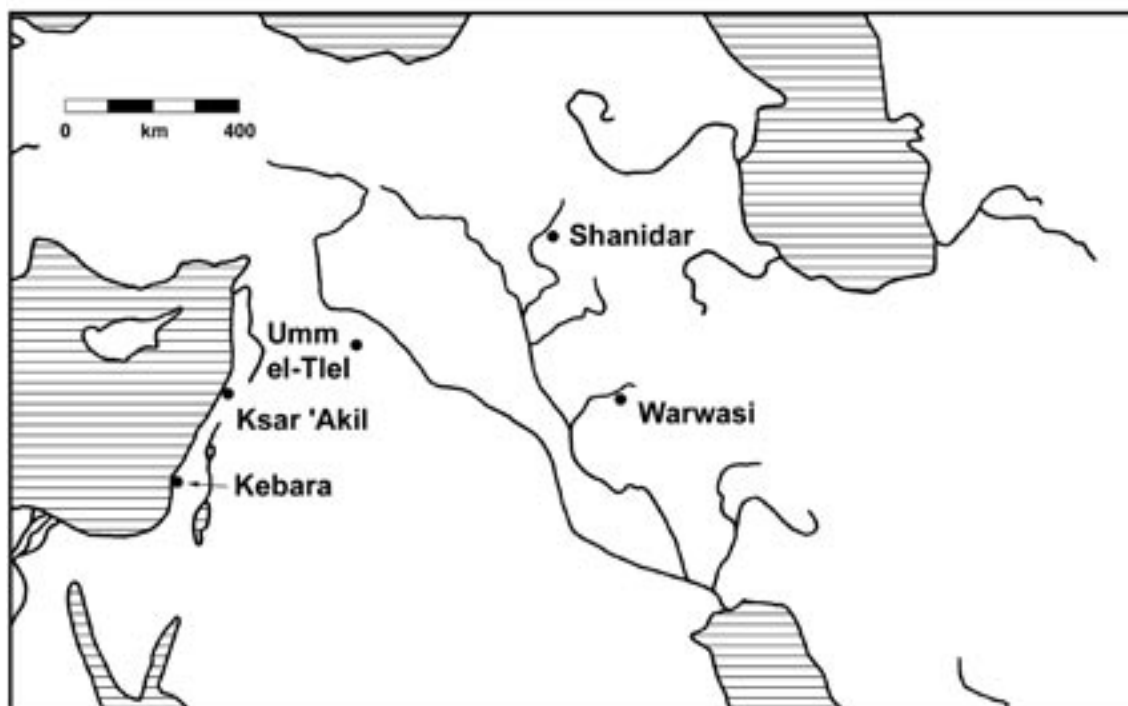 0 km 400
Shanidar
Umm
el-Tlel
Ksar 'Akil
Warwasi
Kebara